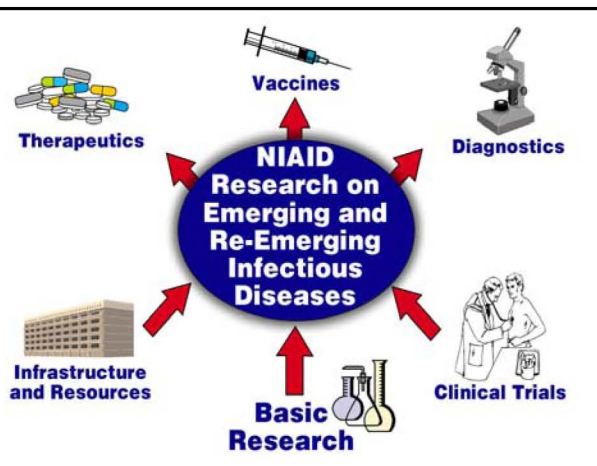 Vaccines
Therapeutics
Diagnostics
NIAID
Research on
Emerging and
Re-Emerging
Infectious
Diseases
Infrastructure
and Resources
Clinical Trials
Basic
Research